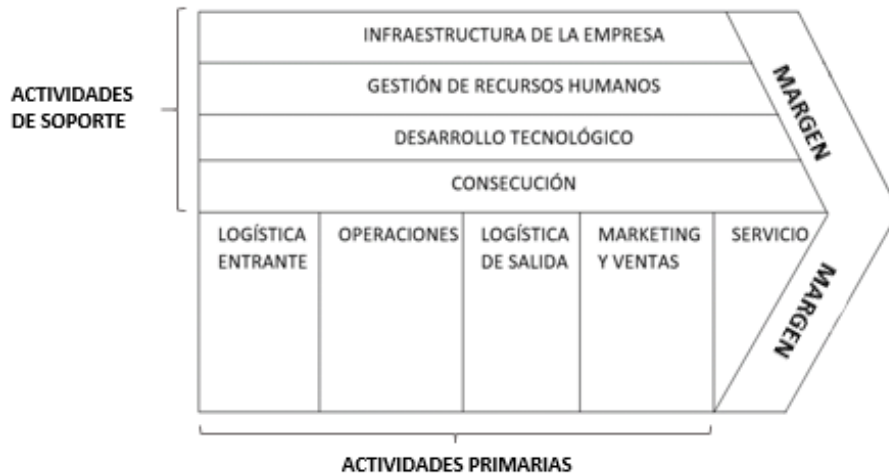 INFRAESTRUCTURA DE LA EMPRESA
GESTIÓN DE RECURSOS HUMANOS
ACTIVIDADES
DE SOPORTE
DESARROLLO TECNOLÓGICO
CONSECUCIÓN
MARGEN
LOGÍSTICA
ENTRANTE
OPERACIONES
LOGÍSTICA
DE SALIDA
MARKETING
Y VENTAS
SERVICIO
MARGEN
ACTIVIDADES PRIMARIAS